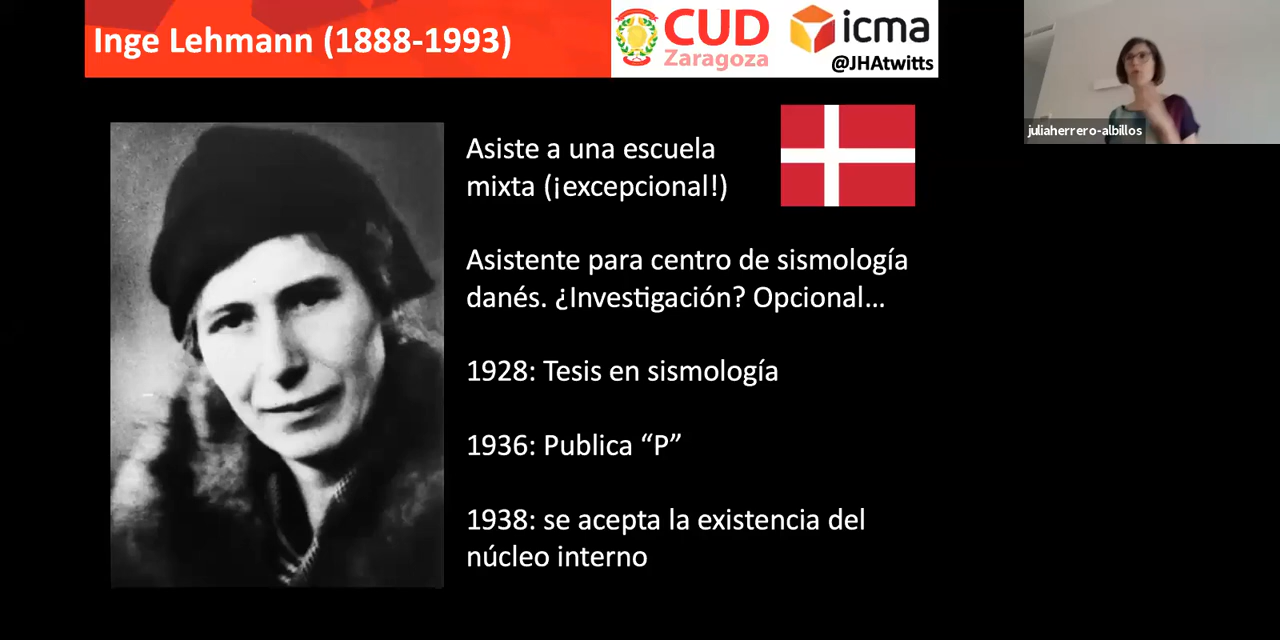 Inge Lehmann (1888-1993)
CUD
Zaragoza
icma
@JHAtwitts
juliaherrero-albillos
Asiste a una escuela
mixta (¡excepcional!)
Asistente para centro de sismología
danés. ¿Investigación? Opcional...
1928: Tesis en sismología
1936: Publica “P”
1938: se acepta la existencia del
núcleo interno